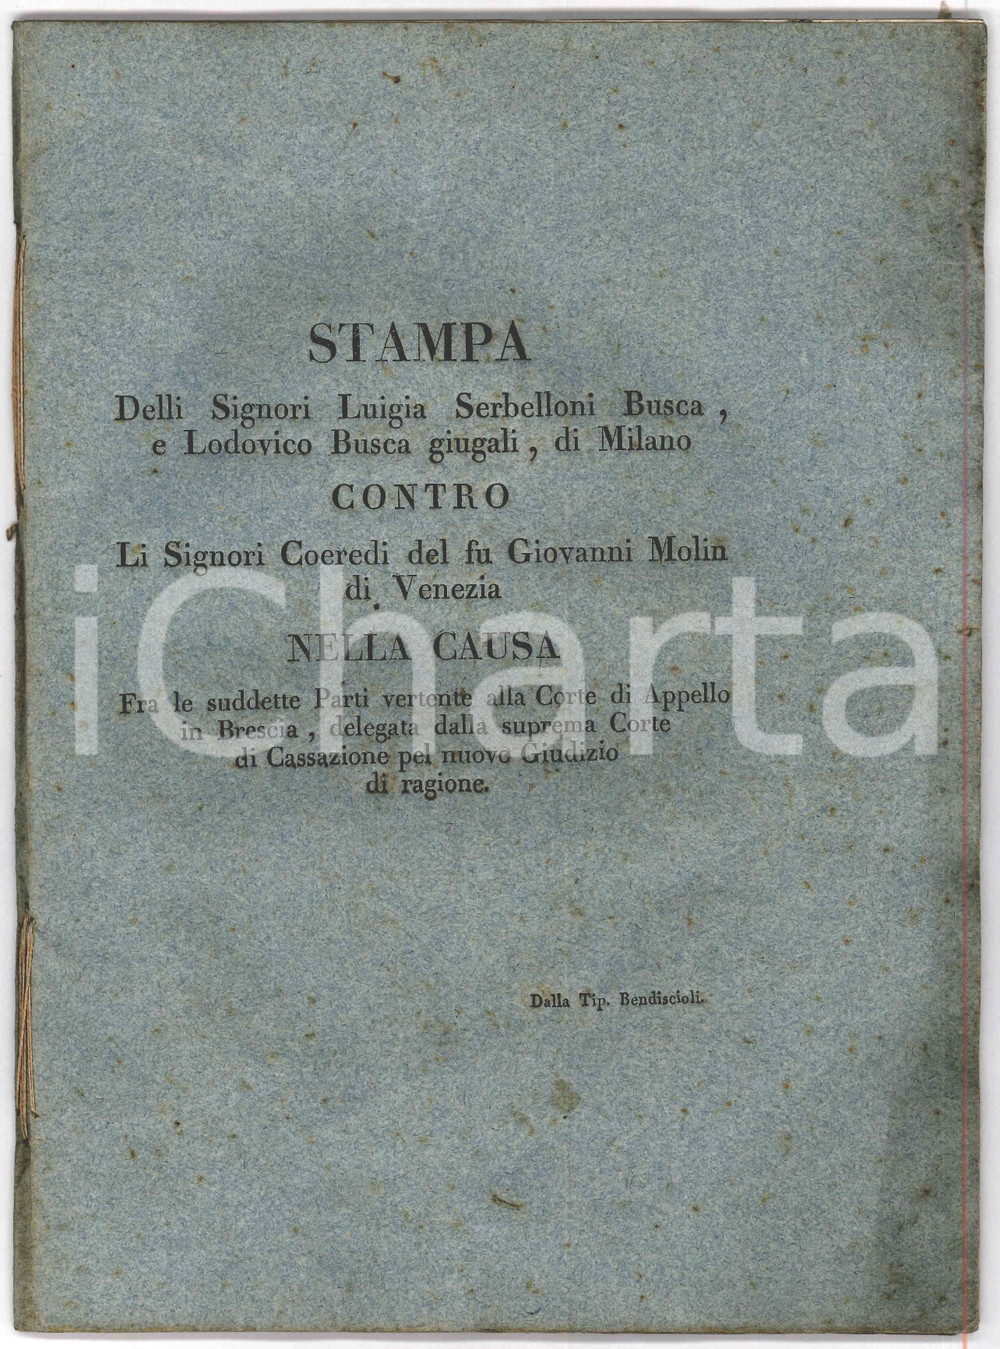 STAMPA
Delli Signori Luigia Serbelloni Busca ,
e Lodovico Busca giugali , di Milano
CONTRO
Li Signori Coeredi del fu Giovanni Molin
di Venezia
NELLA CAUSA
Fra le suddette Parti vertente alla Corte di Appello
in Brescia , delegata dalla suprema Corte
di Cassazione pel nuovo Giudizio
di ragione.
Dalla Tip. Bendiscioli.
iCharta